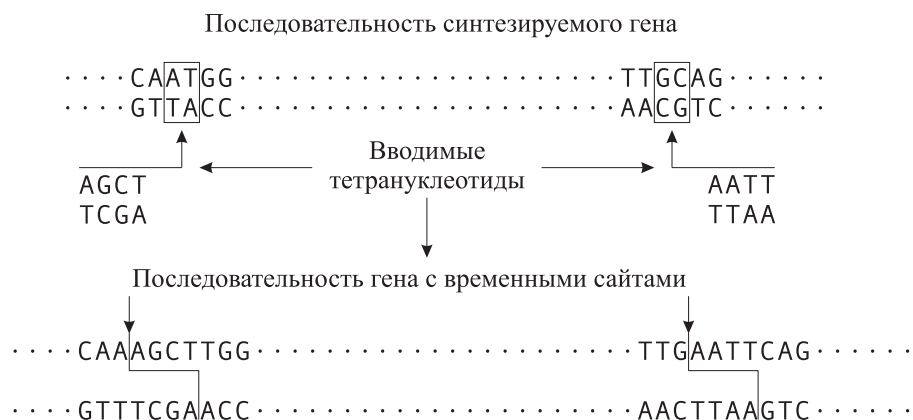 Последовательность синтезируемого гена
····CAATGG······················TTGCAG······
····GTTACC······················AACGTC······
Вводимые
тетрануклеотиды
AGCT AATT
TCGA TTAA
Последовательность гена с временными сайтами
····CAAAGCTTGG······················TTGAATTCAG······
····GTTTCGAACC······················AACTTAAGTC······